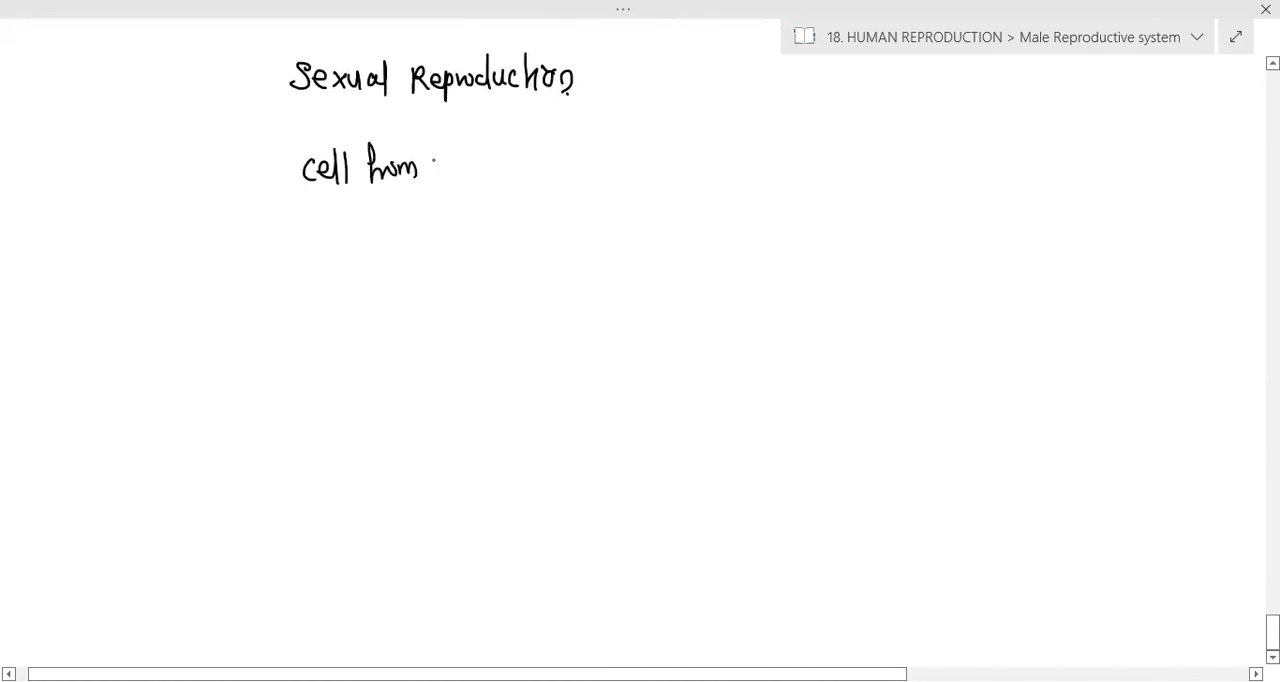 18. HUMAN REPRODUCTION > Male Reproductive system
Sexual Reproduction
cell from